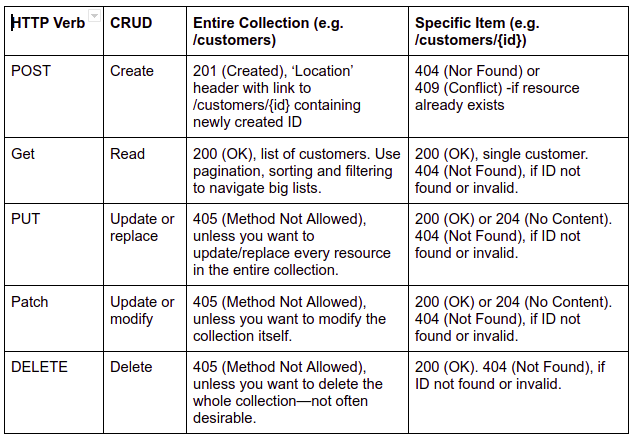 HTTP Verb CRUD Entire Collection (e.g. Specific Item (e.g.
/customers) /customers/{id})
POST Create 201 (Created), ‘Location’ 404 (Nor Found) or
header with link to 409 (Conflict) -if resource
/customers/{id} containing already exists
newly created ID
Get Read 200 (OK), list of customers. Use 200 (OK), single customer.
pagination, sorting and filtering 404 (Not Found), if ID not
to navigate big lists. found or invalid.
PUT Update or 405 (Method Not Allowed), 200 (OK) or 204 (No Content).
replace unless you want to 404 (Not Found), if ID not
update/replace every resource found or invalid.
in the entire collection.
Patch Update or 405 (Method Not Allowed), 200 (OK) or 204 (No Content).
modify unless you want to modify the 404 (Not Found), if ID not
collection itself. found or invalid.
DELETE Delete 405 (Method Not Allowed), 200 (OK). 404 (Not Found), if
unless you want to delete the ID not found or invalid.
whole collection—not often
desirable.